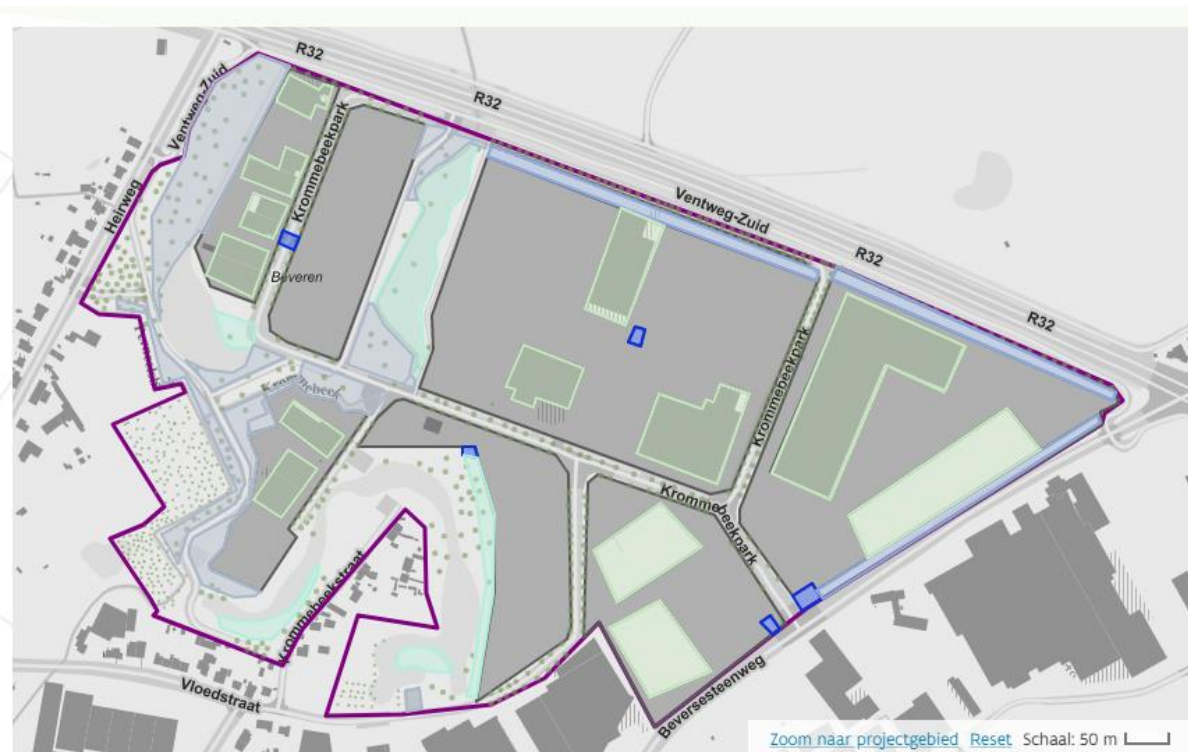 R32
R32
Ventweg-Zuid
Krommebeekpark
Heirweg
Ventweg-Zuid
R32
Beveren
R32
Krommebeekpark
Krommebeekpark
Krommebeekstraat
Vloedstraat
Beversesteenweg
Zoom naar projectgebied Reset Schaal: 50 m